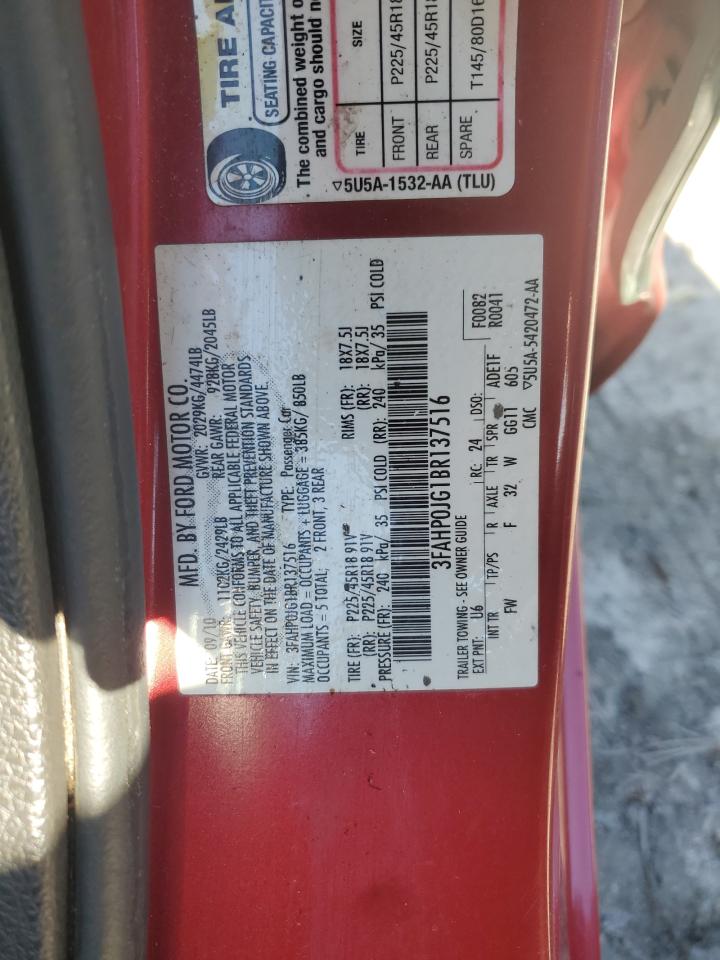 TIRE A
SEATING CAPACIT
The combined weight o
and cargo should no
TIRE SIZE
FRONT P225/45R18
REAR P225/45R18
SPARE T145/80D16
▽5U5A-1532-AA (TLU)
MFD. BY FORD MOTOR CO.
DATE: 09/10 GVWR: 2029KG/4474LB
FRONT GAWR: 1102KG/2429LB REAR GAWR: 928KG/2045LB
THIS VEHICLE CONFORMS TO ALL APPLICABLE FEDERAL MOTOR
VEHICLE SAFETY, BUMPER, AND THEFT PREVENTION STANDARDS
IN EFFECT ON THE DATE OF MANUFACTURE SHOWN ABOVE.
VIN: 3FAHP0JG1BR137516 TYPE: Passenger Car
MAXIMUM LOAD = OCCUPANTS + LUGGAGE = 385KG/ 850LB
OCCUPANTS = 5 TOTAL: 2 FRONT, 3 REAR
TIRE (FR): P225/45R18 91V RIMS (FR): 18X7.5J
(RR): P225/45R18 91V (RR): 18X7.5J
PRESSURE (FR): 240 kPa/ 35 PSI COLD (RR): 240 kPa/ 35 PSI COLD
3FAHP0JG1BR137516
TRAILER TOWING - SEE OWNER GUIDE F0082
EXT PNT: U6 RC: 24 DSO: R0041
INT TR TP/PS R AXLE TR SPR ADE1F
FW F 32 W GG11 605
CMC ▽5U5A-5420472-AA